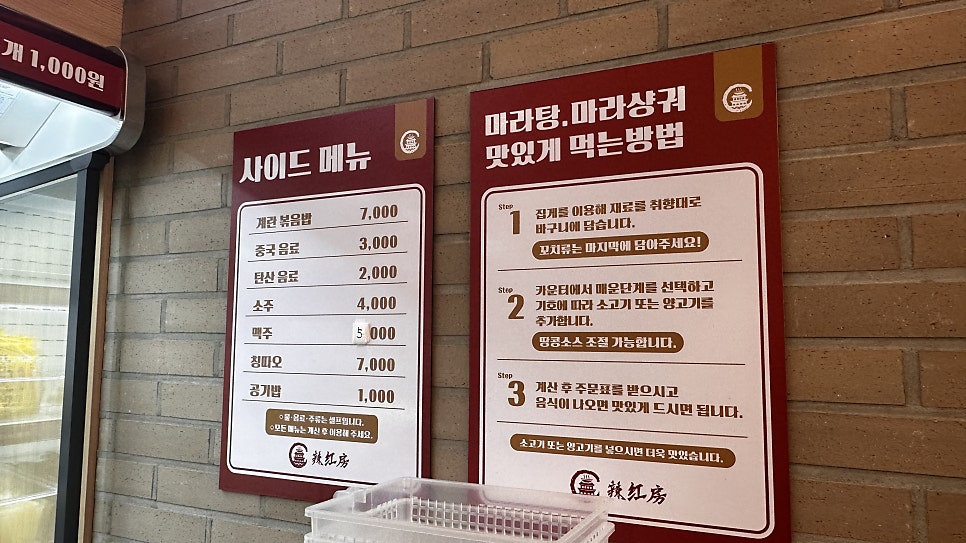 개 1,000원
사이드 메뉴
계란 볶음밥 7,000
중국 음료 3,000
탄산 음료 2,000
소주 4,000
맥주 5,000
칭따오 7,000
공기밥 1,000
○물·음료·주류는 셀프입니다.
○모든 메뉴는 계산 후 이용해 주세요.
辣红房
마라탕.마라샹궈
맛있게 먹는방법
Step
1
집게를 이용해 재료를 취향대로
바구니에 담습니다.
꼬치류는 마지막에 담아주세요!
Step
2
카운터에서 매운단계를 선택하고
기호에 따라 소고기 또는 양고기를
추가합니다.
땅콩소스 조절 가능합니다.
Step
3
계산 후 주문표를 받으시고
음식이 나오면 맛있게 드시면 됩니다.
소고기 또는 양고기를 넣으시면 더욱 맛있습니다.
辣红房